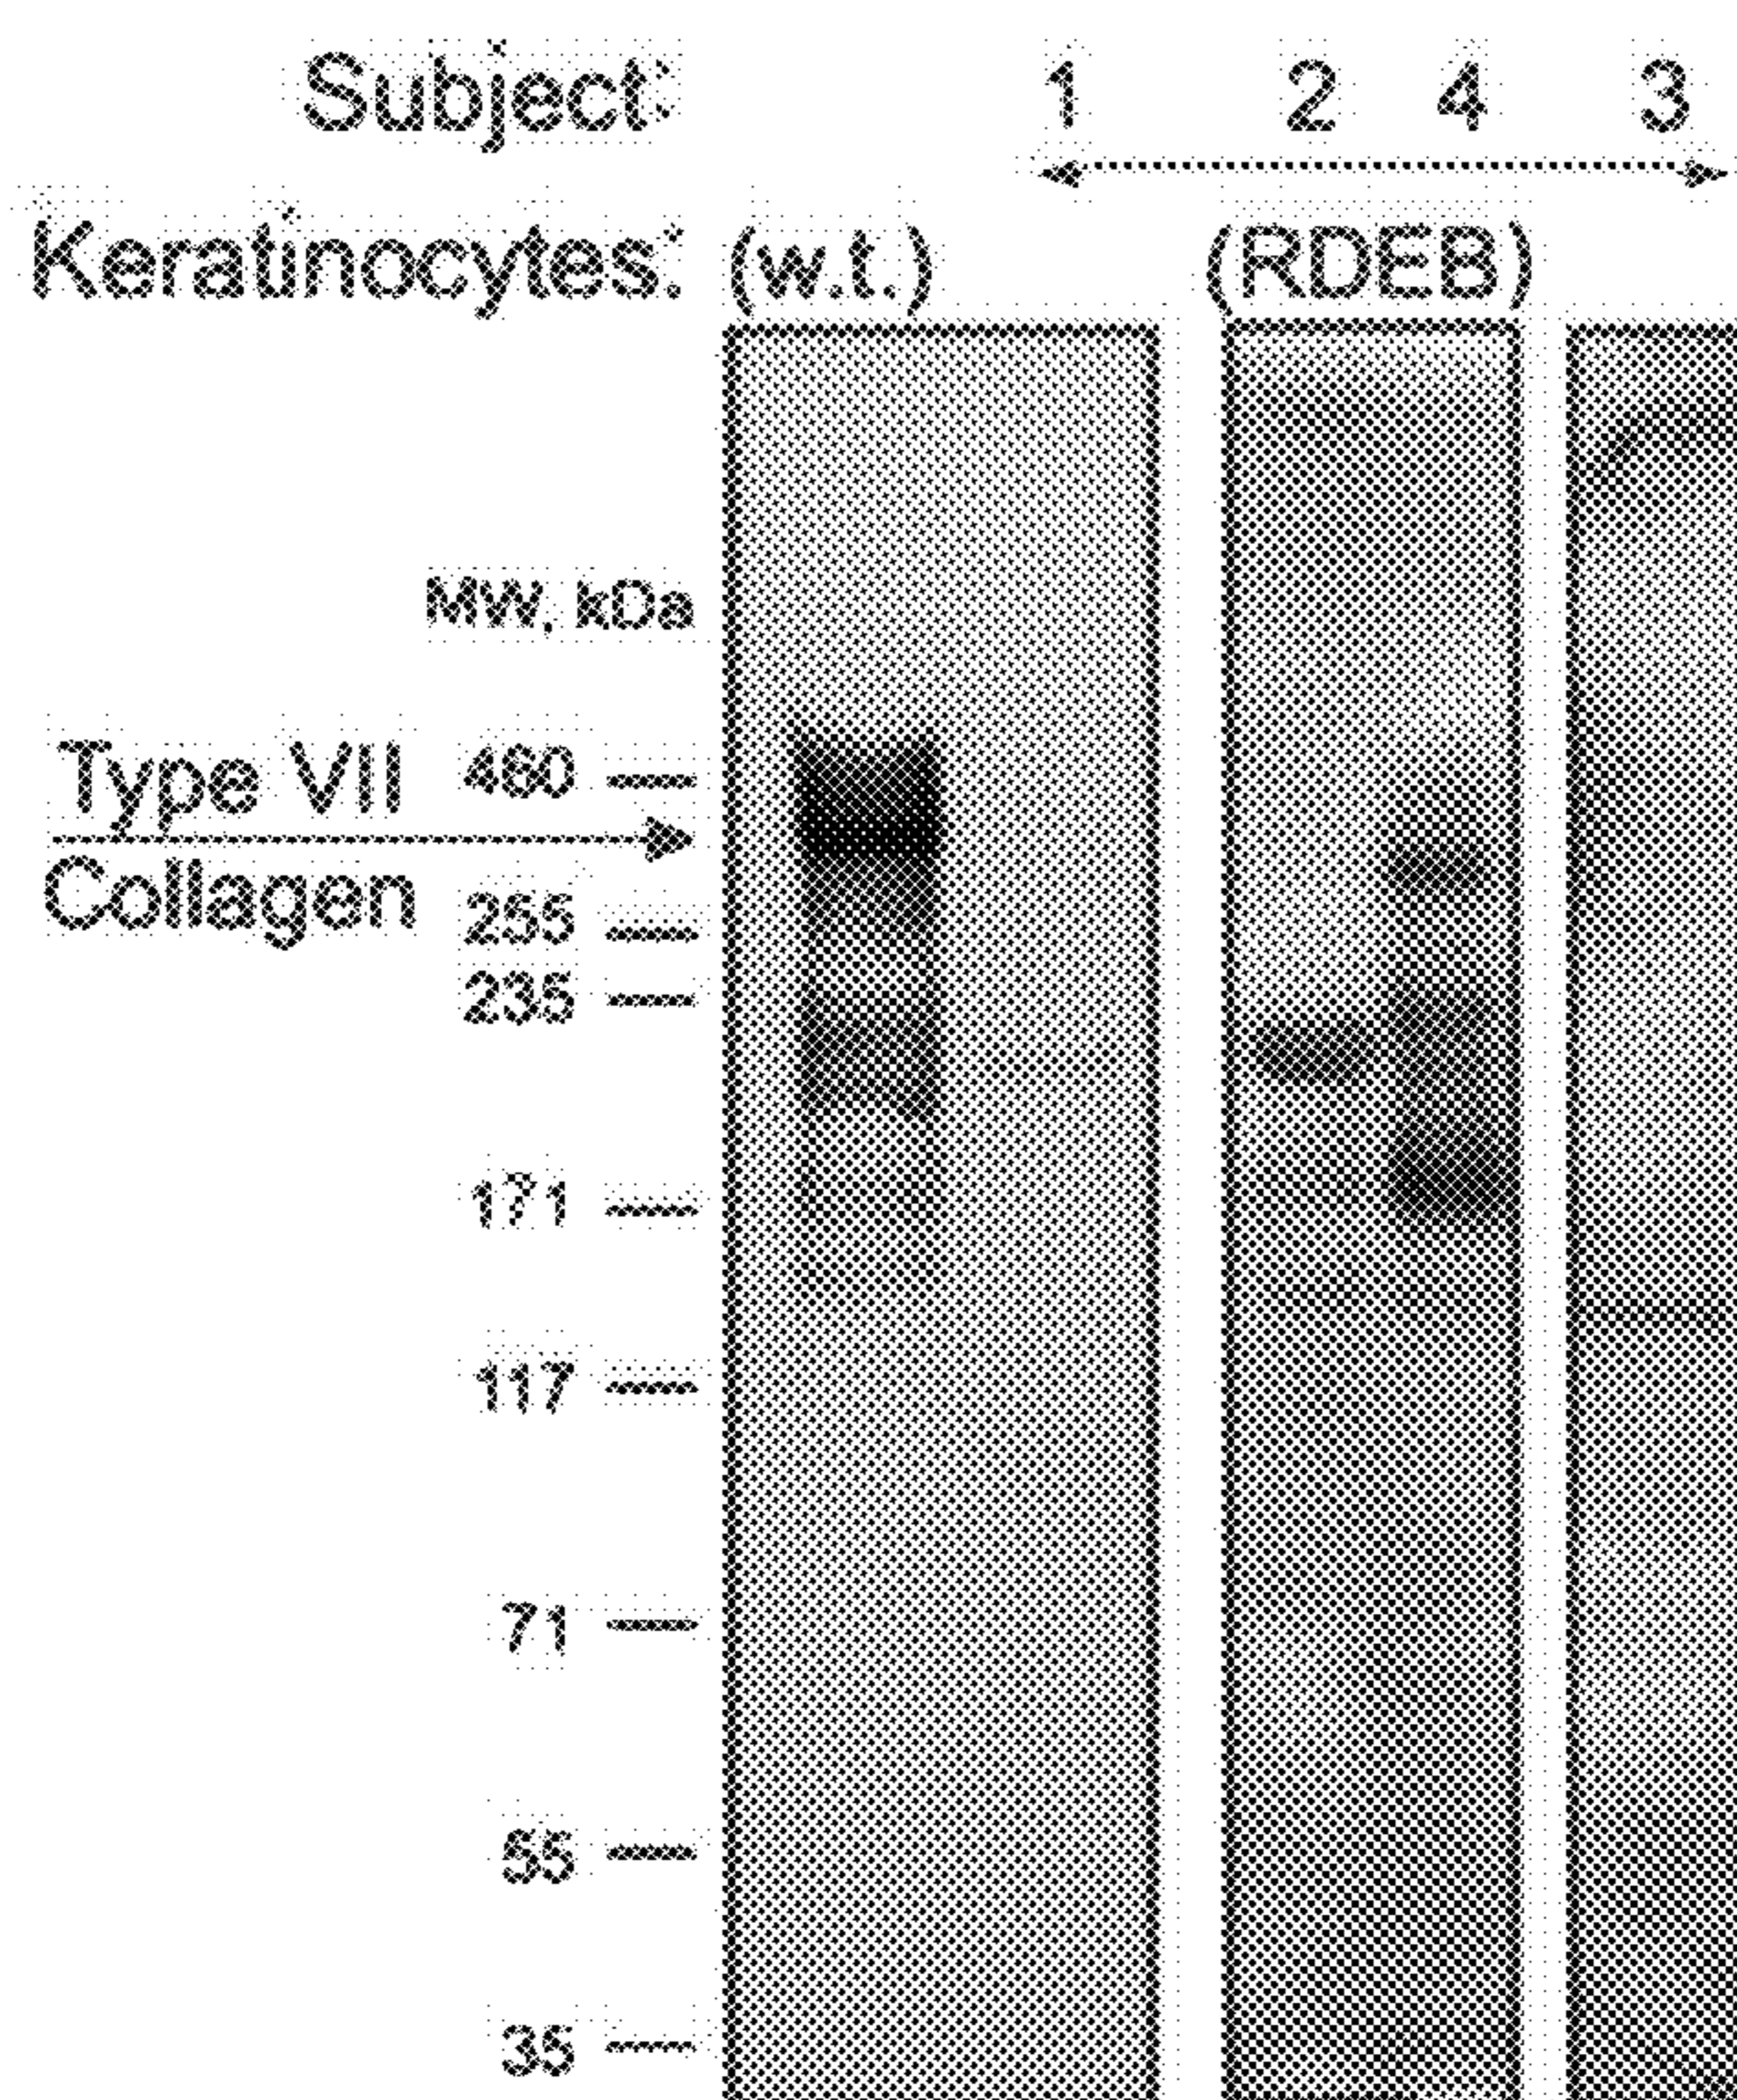 Subject: 1 2 4 3
Keratinocytes: (w.t.) (RDEB)
MW, kDa
Type VII 460
Collagen 255
235
171
117
71
55
35